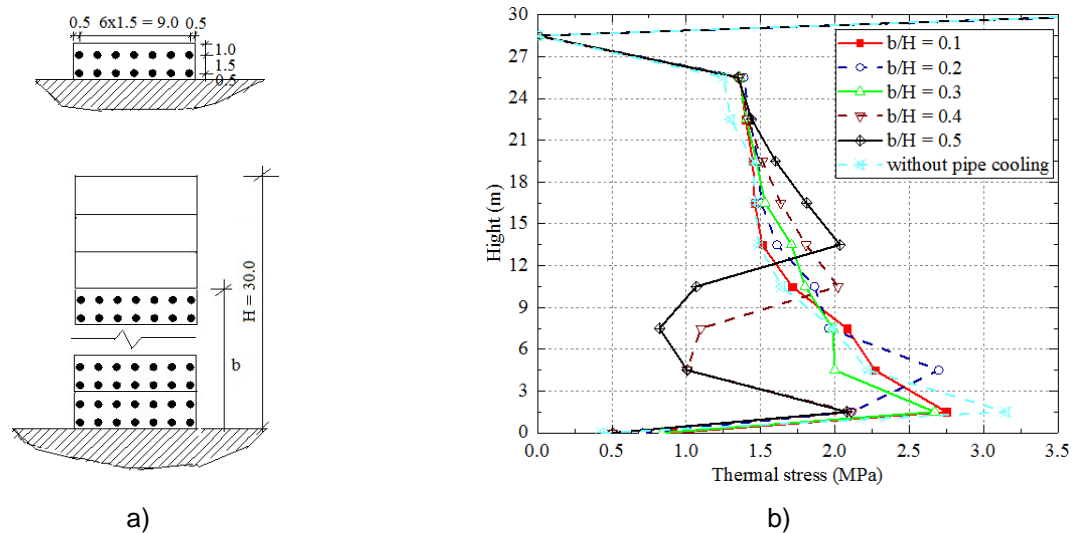 0.5 6x1.5 = 9.0 0.5
1.0
1.5
0.5
H = 30.0
b
a)
30
27
24
21
18
15
12
9
6
3
0
Hight (m)
b/H = 0.1
b/H = 0.2
b/H = 0.3
b/H = 0.4
b/H = 0.5
without pipe cooling
0.0 0.5 1.0 1.5 2.0 2.5 3.0 3.5
Thermal stress (MPa)
b)